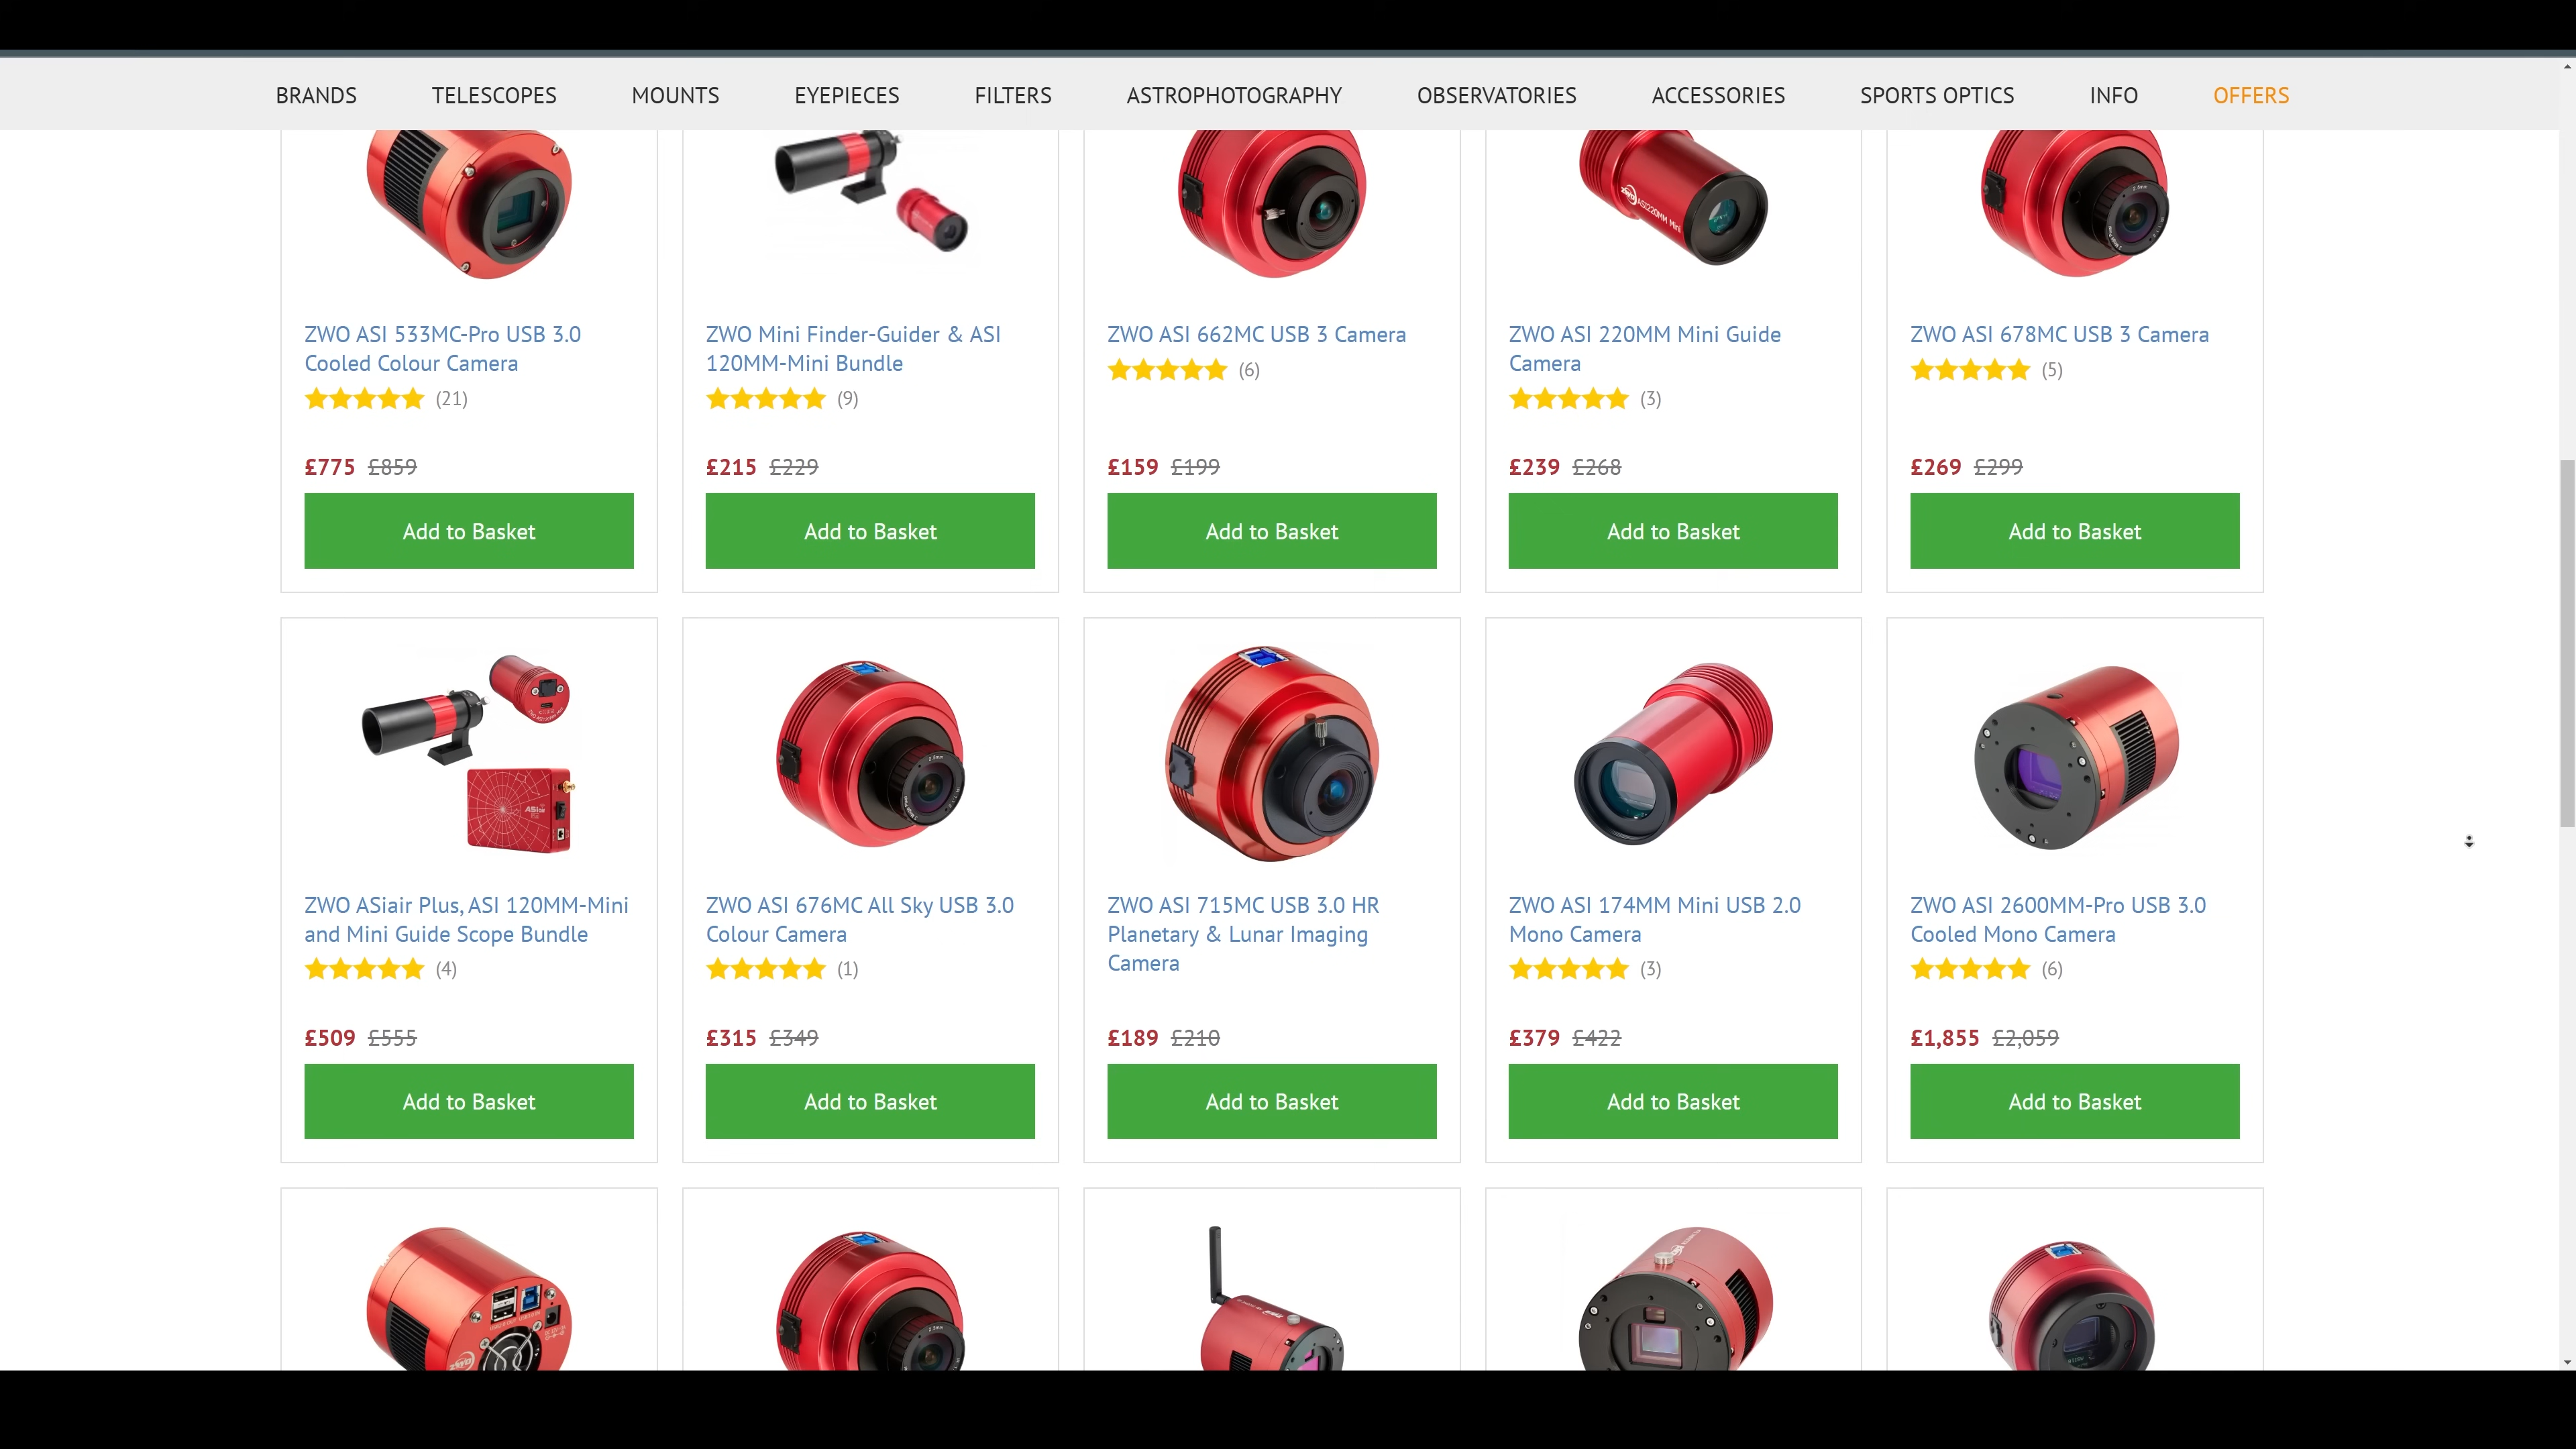 BRANDS TELESCOPES MOUNTS EYEPIECES FILTERS ASTROPHOTOGRAPHY OBSERVATORIES ACCESSORIES SPORTS OPTICS INFO OFFERS
ZWO ASI 533MC-Pro USB 3.0
Cooled Colour Camera
(21)
£775 £859
Add to Basket
ZWO Mini Finder-Guider & ASI
120MM-Mini Bundle
(9)
£215 £229
Add to Basket
ZWO ASI 662MC USB 3 Camera
(6)
£159 £199
Add to Basket
ZWO ASI220MM Mini
ZWO ASI 220MM Mini Guide
Camera
(3)
£239 £268
Add to Basket
ZWO ASI 678MC USB 3 Camera
(5)
£269 £299
Add to Basket
ZWO ASiair Plus, ASI 120MM-Mini
and Mini Guide Scope Bundle
(4)
£509 £555
Add to Basket
ZWO ASI 676MC All Sky USB 3.0
Colour Camera
(1)
£315 £349
Add to Basket
ZWO ASI 715MC USB 3.0 HR
Planetary & Lunar Imaging
Camera
£189 £210
Add to Basket
ZWO ASI 174MM Mini USB 2.0
Mono Camera
(3)
£379 £422
Add to Basket
ZWO ASI 2600MM-Pro USB 3.0
Cooled Mono Camera
(6)
£1,855 £2,059
Add to Basket
ZWO